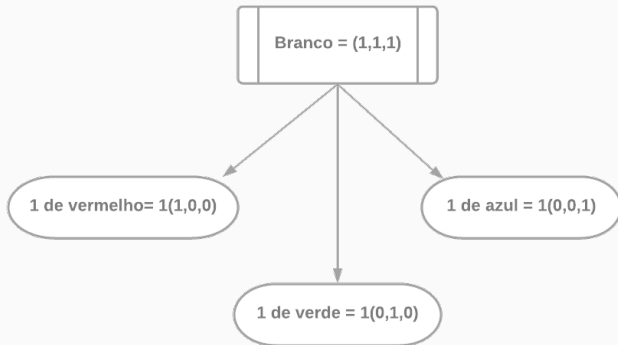 Branco = (1,1,1)
1 de vermelho= 1(1,0,0)
1 de azul = 1(0,0,1)
1 de verde = 1(0,1,0)